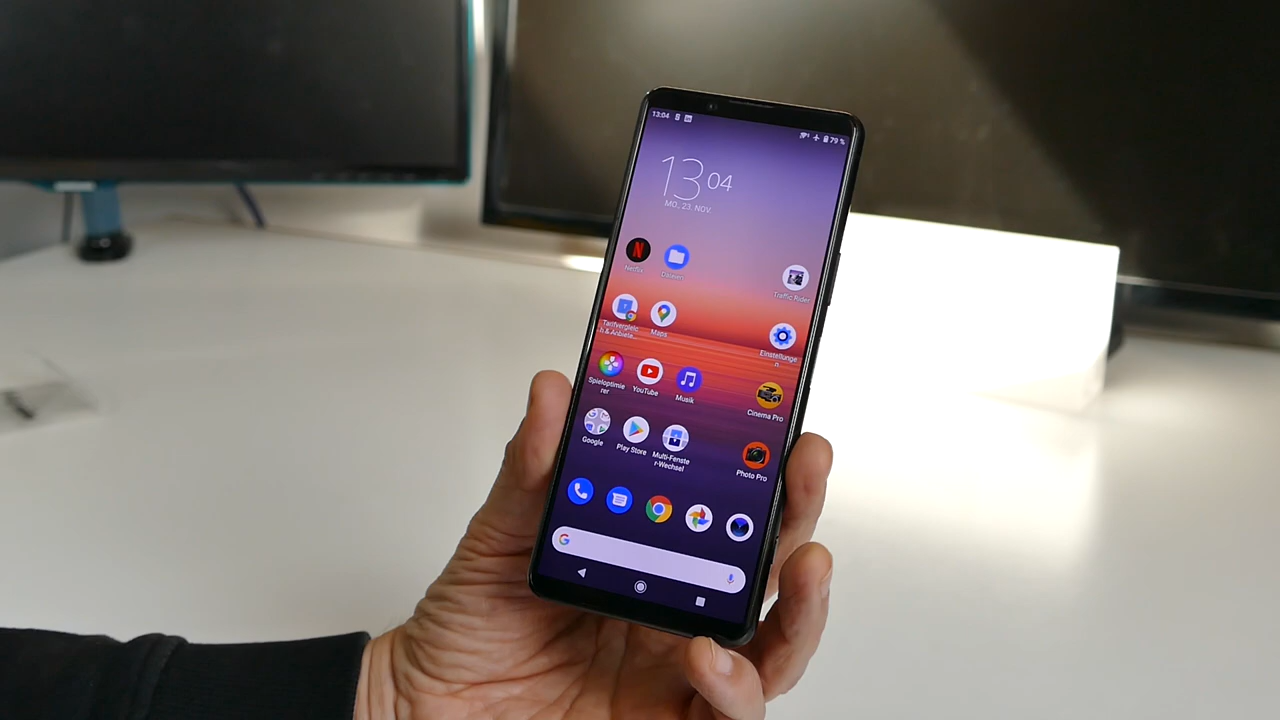 13:04
79 %
13 04
MO., 23. NOV.
Netflix
Dateien
Traffic Rider
Tarifvergleic
h & Anbiete...
Maps
Einstellunge
n
Spieloptimie
rer
YouTube
Musik
Cinema Pro
Google
Play Store
Multi-Fenste
r-Wechsel
Photo Pro